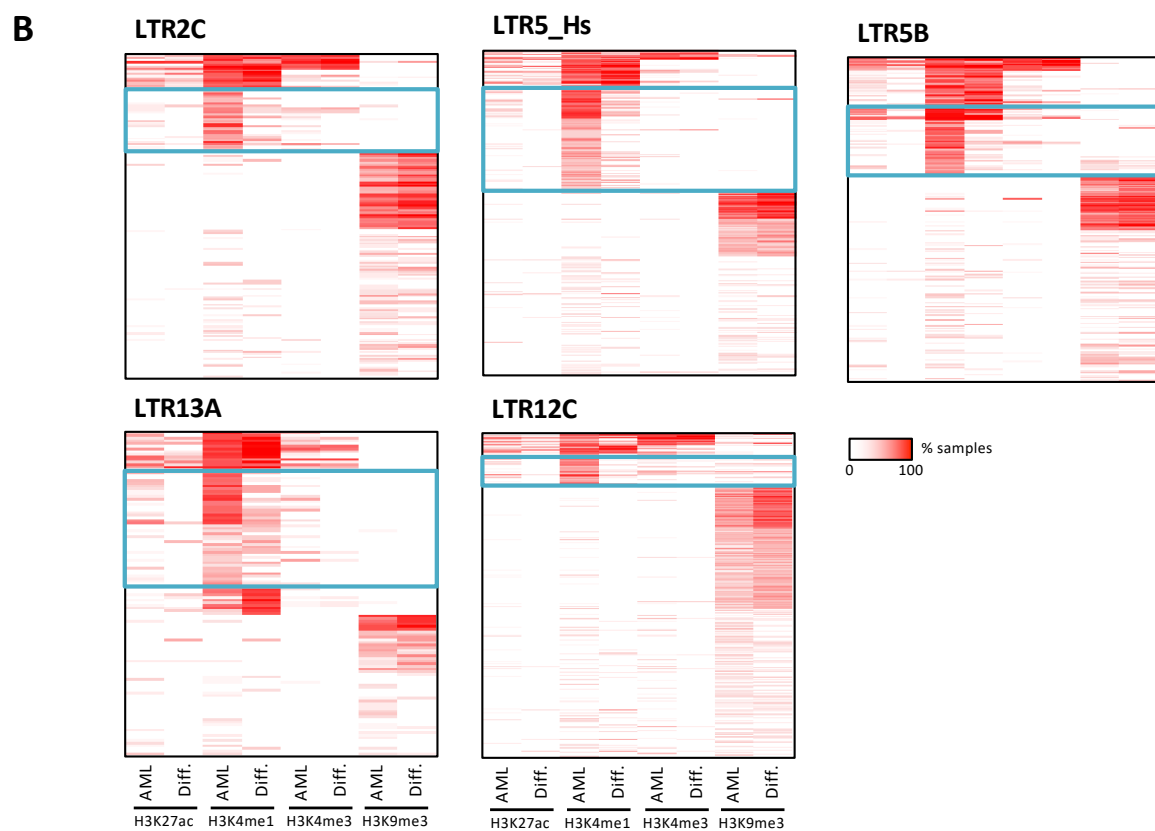 B
LTR2C
LTR5_Hs
LTR5B
LTR13A
LTR12C
% samples
0 100
AML Diff. AML Diff. AML Diff. AML Diff.
H3K27ac H3K4me1 H3K4me3 H3K9me3
AML Diff. AML Diff. AML Diff. AML Diff.
H3K27ac H3K4me1 H3K4me3 H3K9me3